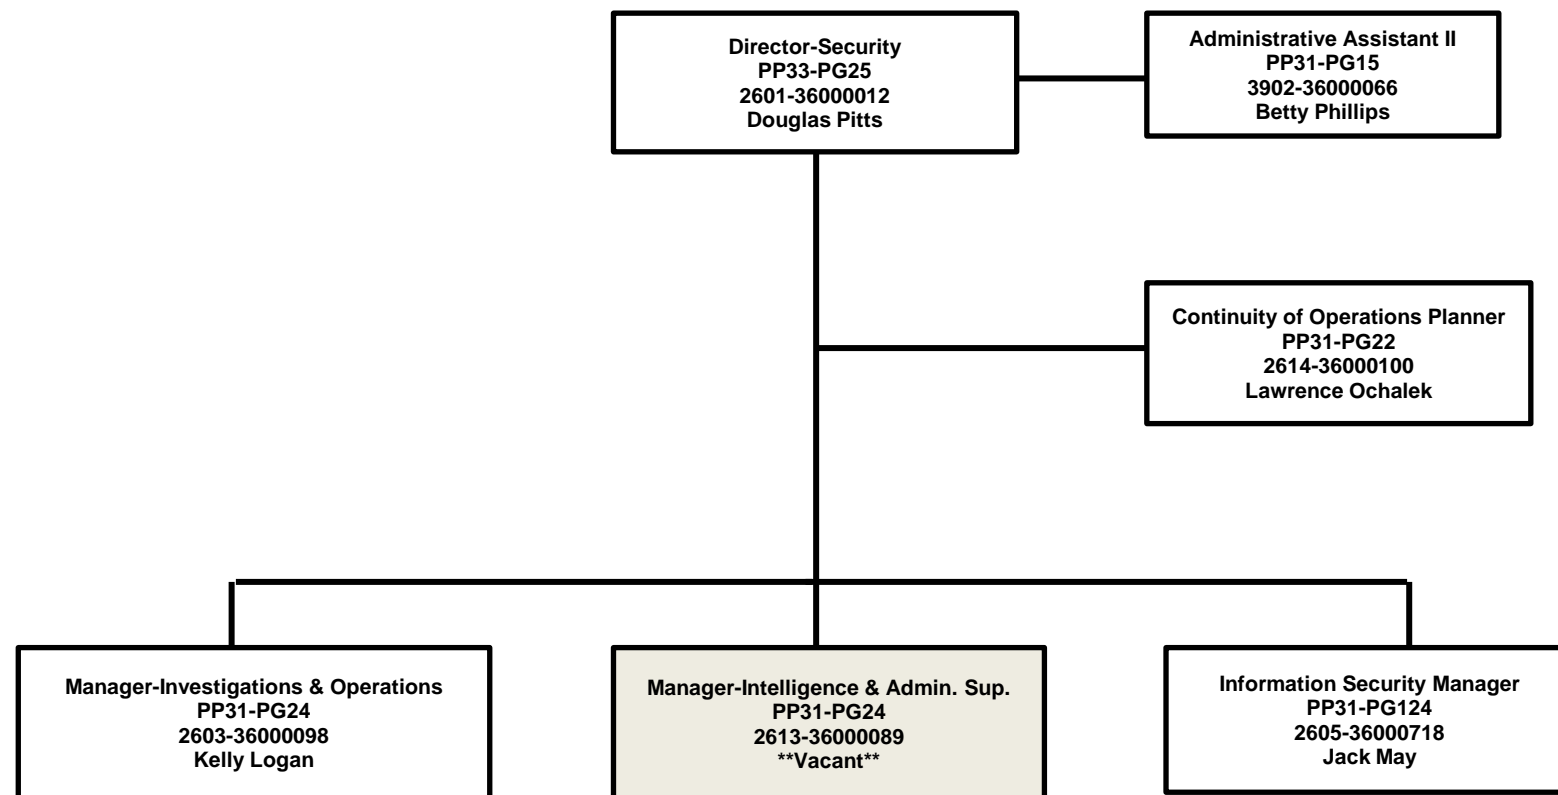 Director-Security
PP33-PG25
2601-36000012
Douglas Pitts
Administrative Assistant II
PP31-PG15
3902-36000066
Betty Phillips
Continuity of Operations Planner
PP31-PG22
2614-36000100
Lawrence Ochalek
Manager-Investigations & Operations
PP31-PG24
2603-36000098
Kelly Logan
Manager-Intelligence & Admin. Sup.
PP31-PG24
2613-36000089
**Vacant**
Information Security Manager
PP31-PG124
2605-36000718
Jack May